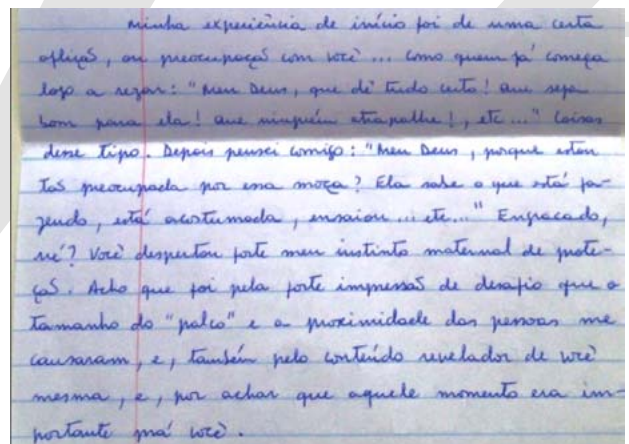 minha experiência de início foi de uma certa
aflição, ou preocupação com você... como quem já começa
logo a rezar: "Meu Deus, que dê tudo certo! Que seja
bom para ela! Que ninguém atrapalhe!, etc..." Coisas
desse tipo. Depois pensei comigo: "Meu Deus, porque estou
tão preocupada por essa moça? Ela sabe o que está fa-
zendo, está acostumada, ensaiou... etc..." Engraçado,
né? Você despertou forte meu instinto maternal de prote-
ção. Acho que foi pela forte impressão de desafio que o
tamanho do "palco" e a proximidade das pessoas me
causaram, e, também pelo conteúdo revelador de você
mesma, e, por achar que aquele momento era im-
portante prá você.